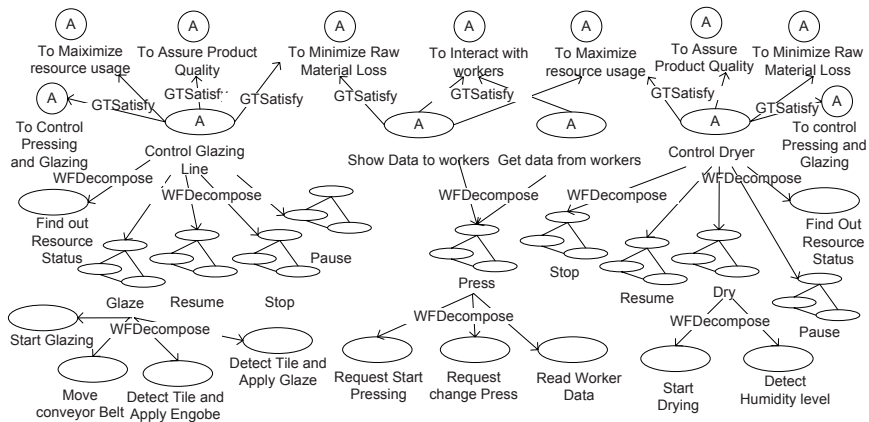 A A A A A A A
To Maiximize resource usage
To Assure Product Quality
To Minimize Raw Material Loss
To Interact with workers
To Maximize resource usage
To Assure Product Quality
To Minimize Raw Material Loss
GTSatisfy GTSatisfy GTSatisfy GTSatisfy GTSatisfy GTSatisfy GTSatisfy
A A A A A A
To Control Pressing and Glazing
Control Glazing Line
Show Data to workers
Get data from workers
Control Dryer
To control Pressing and Glazing
WFDecompose WFDecompose WFDecompose WFDecompose WFDecompose
Find out Resource Status
Glaze
Resume
Stop
Pause
Press
Stop
Resume
Dry
Pause
Find Out Resource Status
WFDecompose WFDecompose WFDecompose
Start Glazing
Move conveyor Belt
Detect Tile and Apply Engobe
Detect Tile and Apply Glaze
Request Start Pressing
Request change Press
Read Worker Data
Start Drying
Detect Humidity level